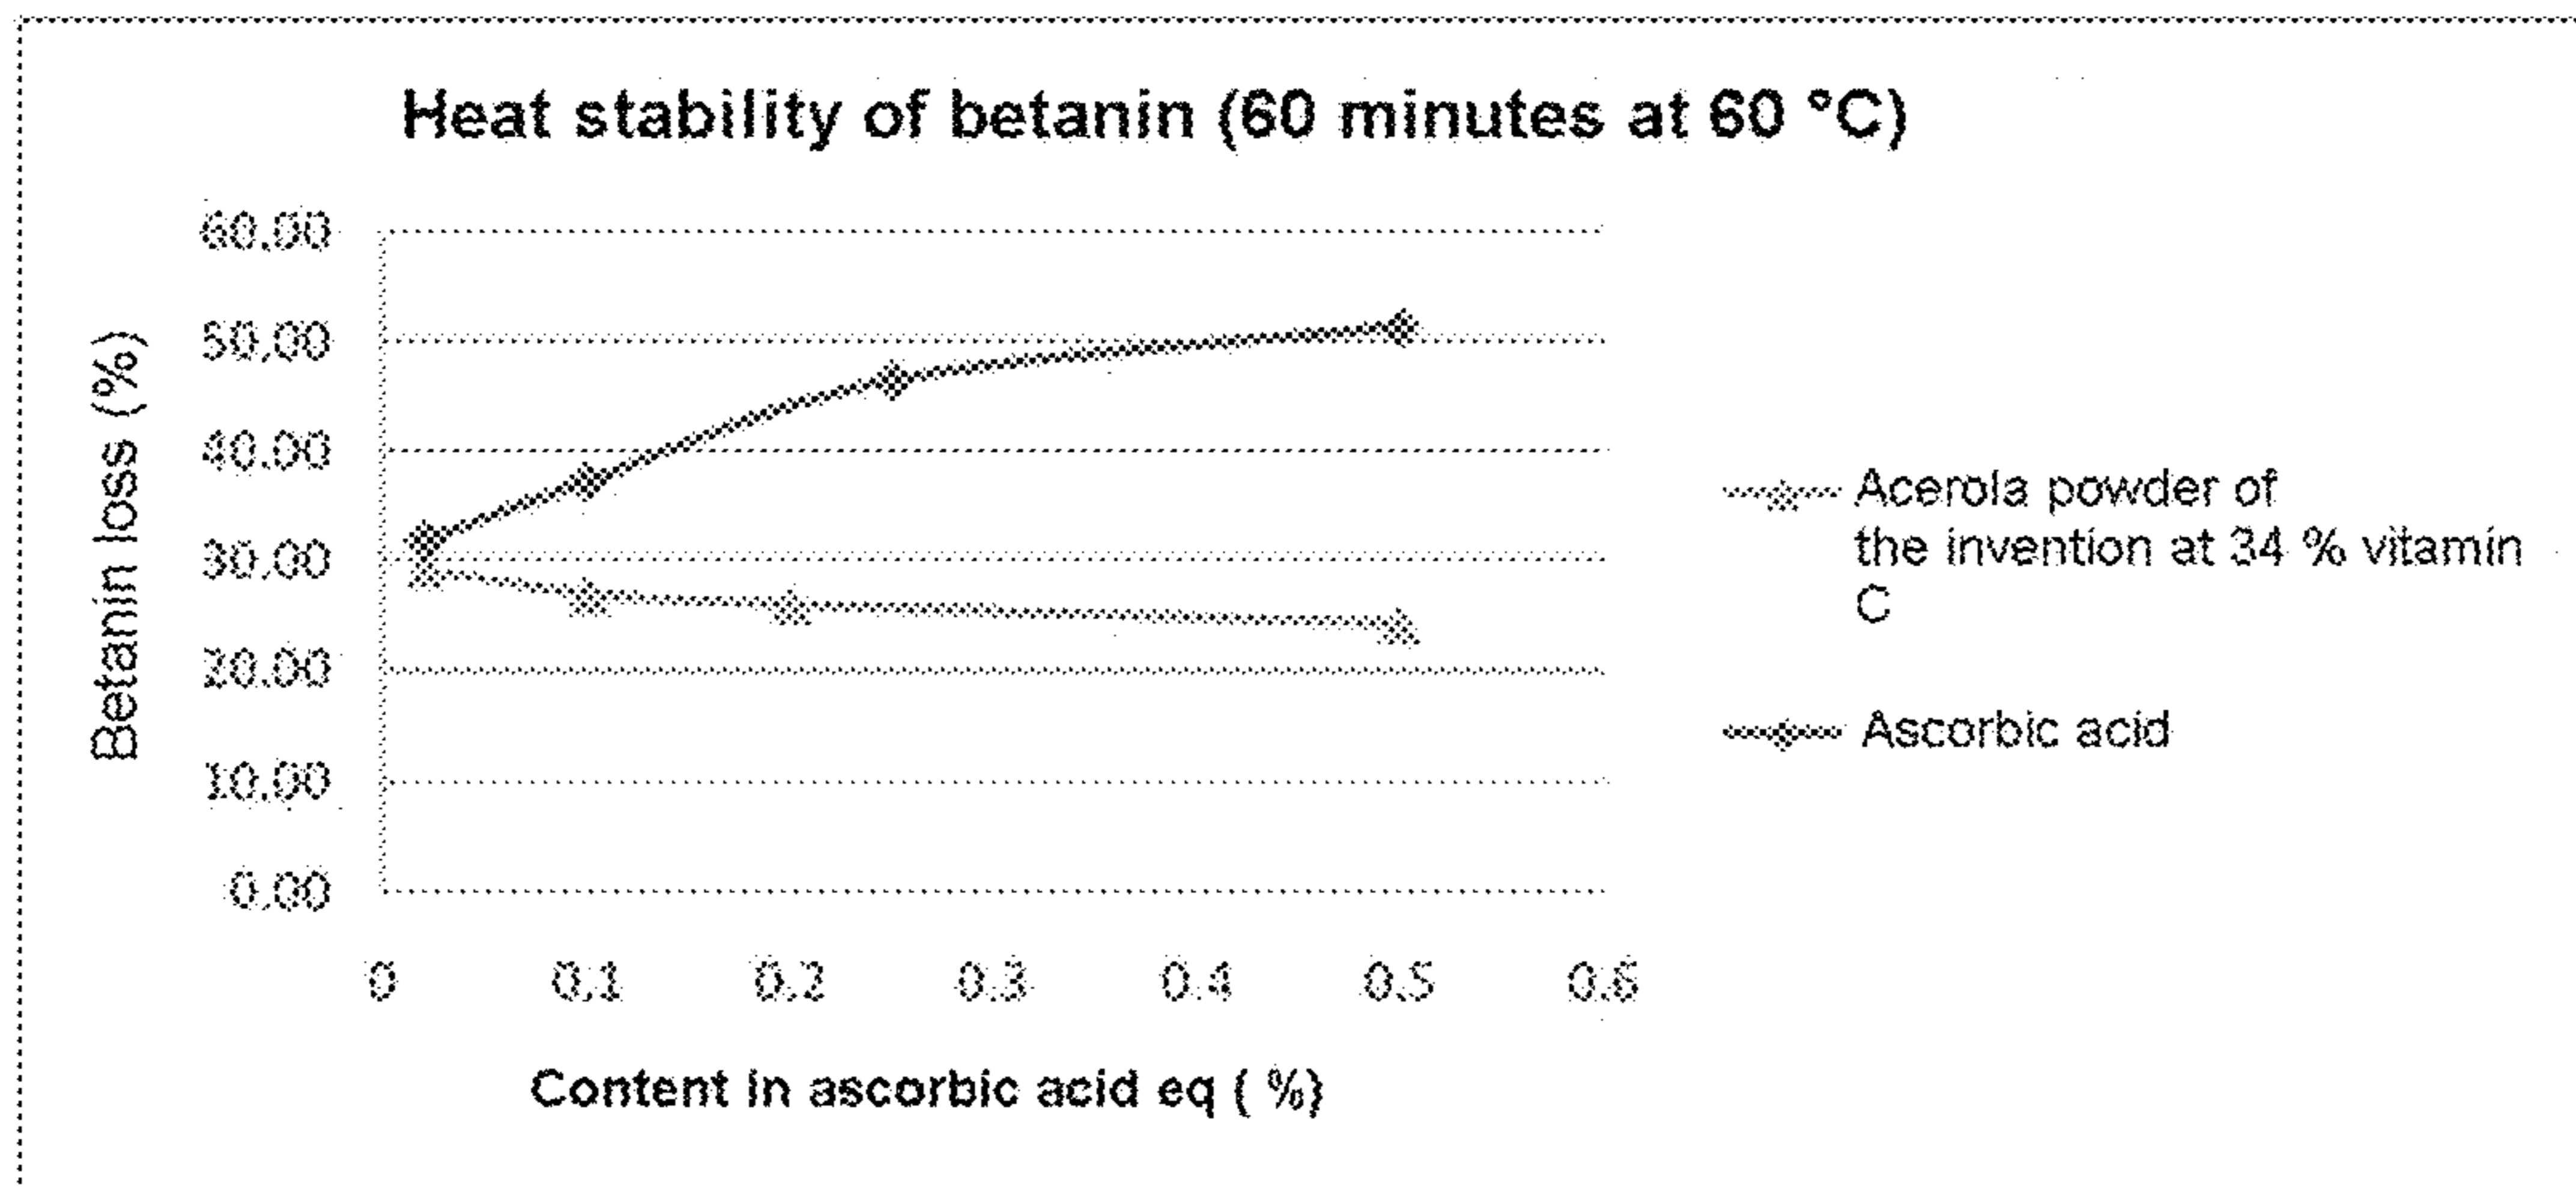 Heat stability of betanin (60 minutes at 60 °C)
60.00
50.00
40.00
30.00
20.00
10.00
0.00
Betanin loss (%)
0 0.1 0.2 0.3 0.4 0.5 0.6
Content in ascorbic acid eq ( %)
Acerola powder of
the invention at 34 % vitamin
C
Ascorbic acid